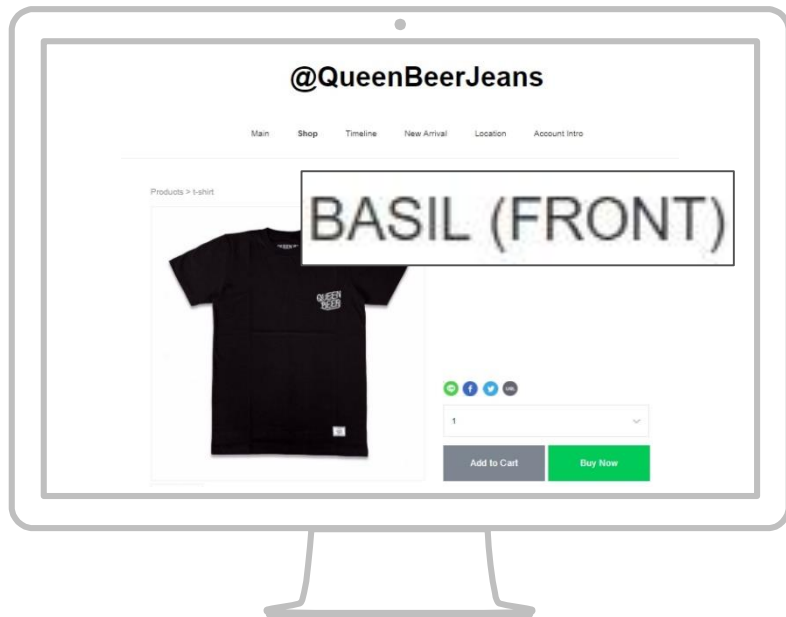 @QueenBeerJeans
Main Shop Timeline New Arrival Location Account Intro
Products > t-shirt
BASIL (FRONT)
QUEEN
BEER
1
Add to Cart Buy Now